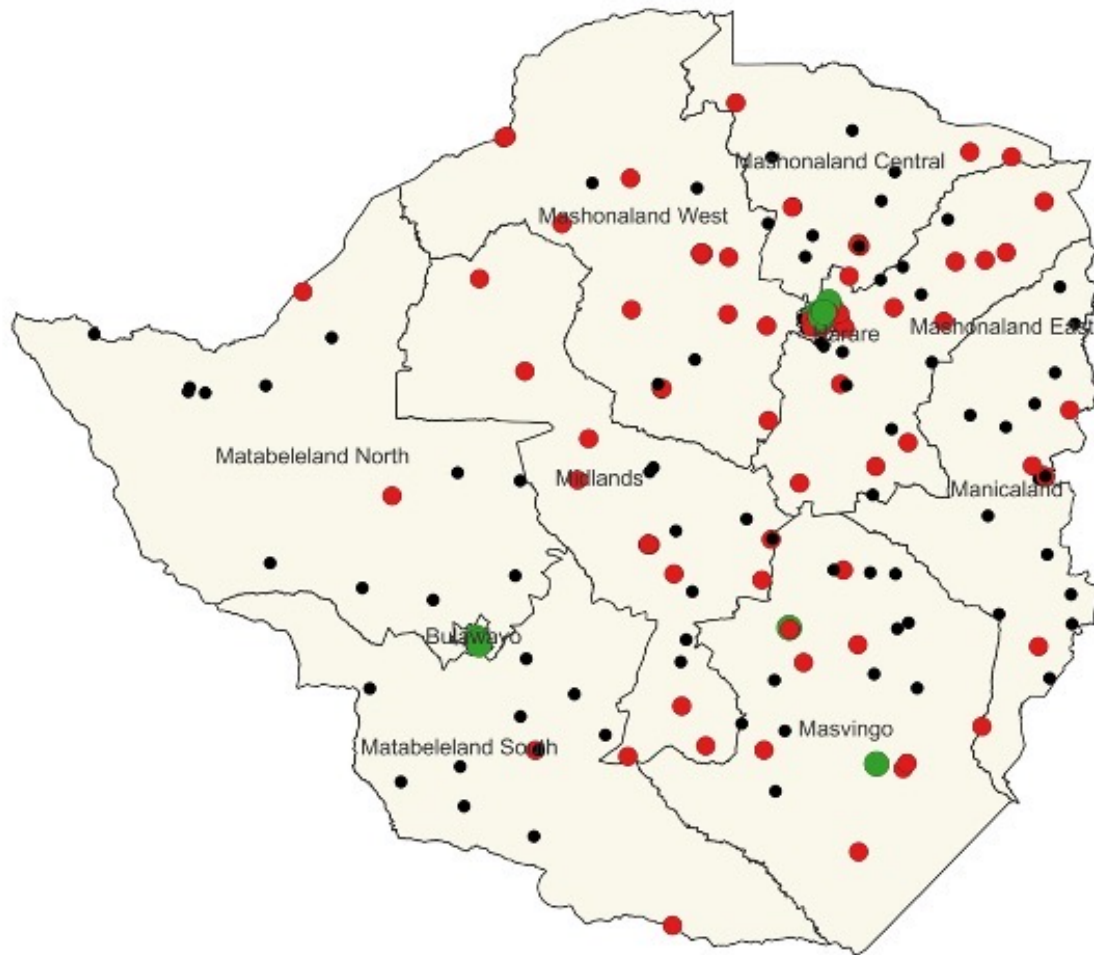 Mashonaland Central
Mashonaland West
Mashonaland East
Harare
Matabeleland North
Midlands
Manicaland
Bulawayo
Masvingo
Matabeleland South